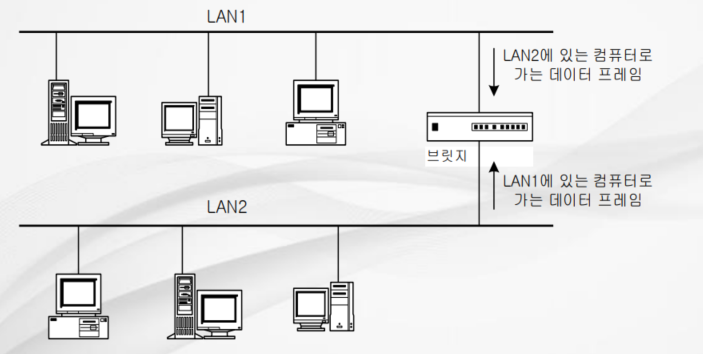 LAN1
LAN2에 있는 컴퓨터로
가는 데이터 프레임
브릿지
LAN1에 있는 컴퓨터로
가는 데이터 프레임
LAN2